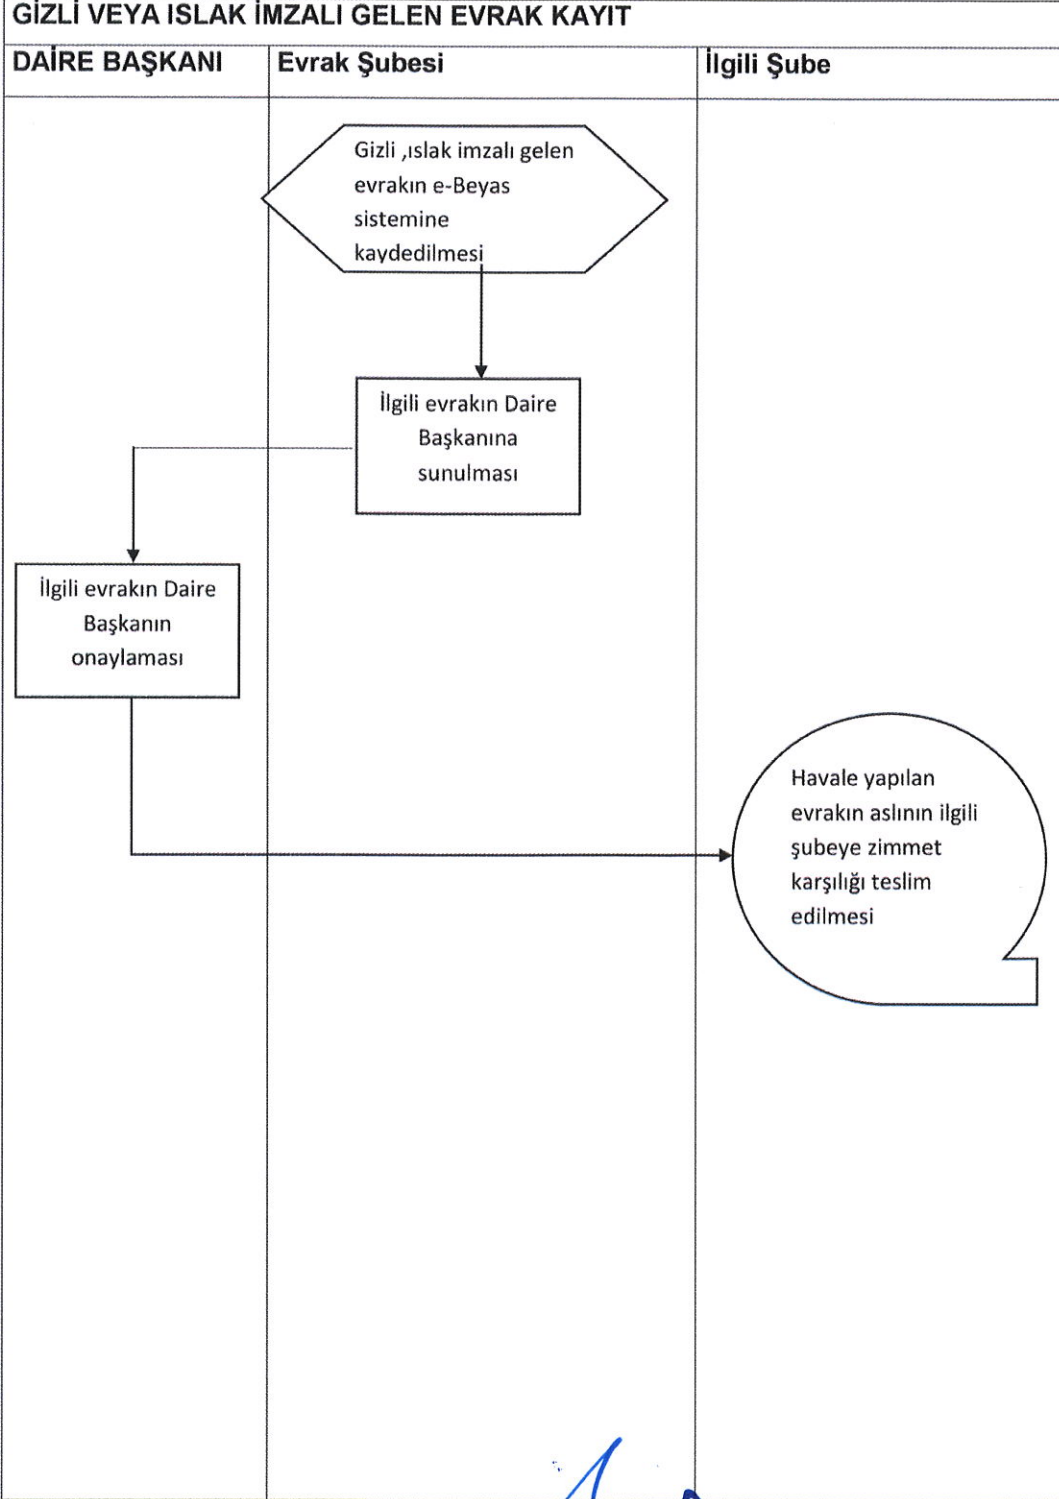 GİZLİ VEYA ISLAK İMZALI GELEN EVRAK KAYIT
DAİRE BAŞKANI
Evrak Şubesi
İlgili Şube
Gizli ,ıslak imzalı gelen
evrakın e-Beyas
sistemine
kaydedilmesi
İlgili evrakın Daire
Başkanına
sunulması
İlgili evrakın Daire
Başkanın
onaylaması
Havale yapılan
evrakın aslının ilgili
şubeye zimmet
karşılığı teslim
edilmesi